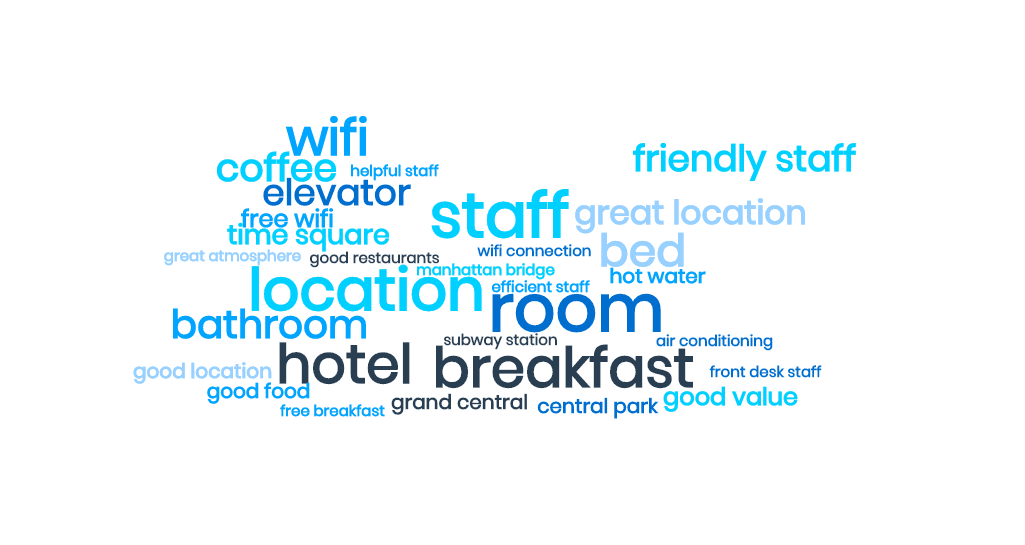 wifi
friendly staff
coffee
helpful staff
elevator
staff
great location
free wifi
time square
wifi connection
bed
great atmosphere
good restaurants
manhattan bridge
hot water
location
efficient staff
room
bathroom
subway station
air conditioning
hotel
breakfast
good location
front desk staff
good food
good value
free breakfast
grand central
central park